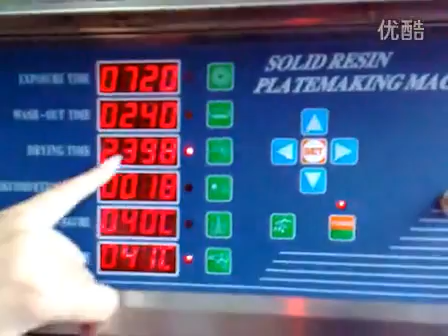 优酷
SOLID RESIN
PLATEMAKING MAC
EXPOSURE TIME 0720
WASH-OUT TIME 0240
DRYING TIME 2398
0018
040C
041C
SET